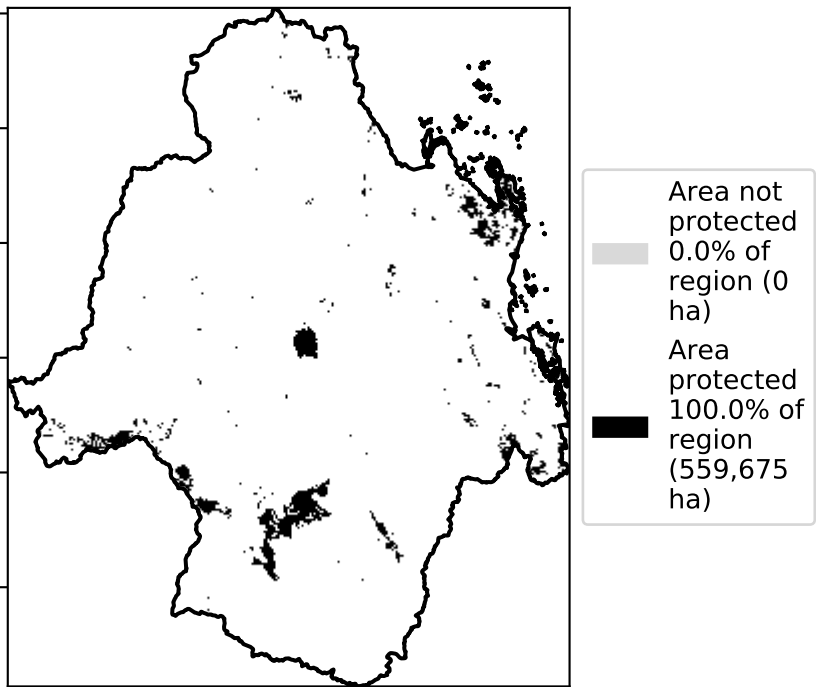 Area not
protected
0.0% of
region (0
ha)
Area
protected
100.0% of
region
(559,675
ha)